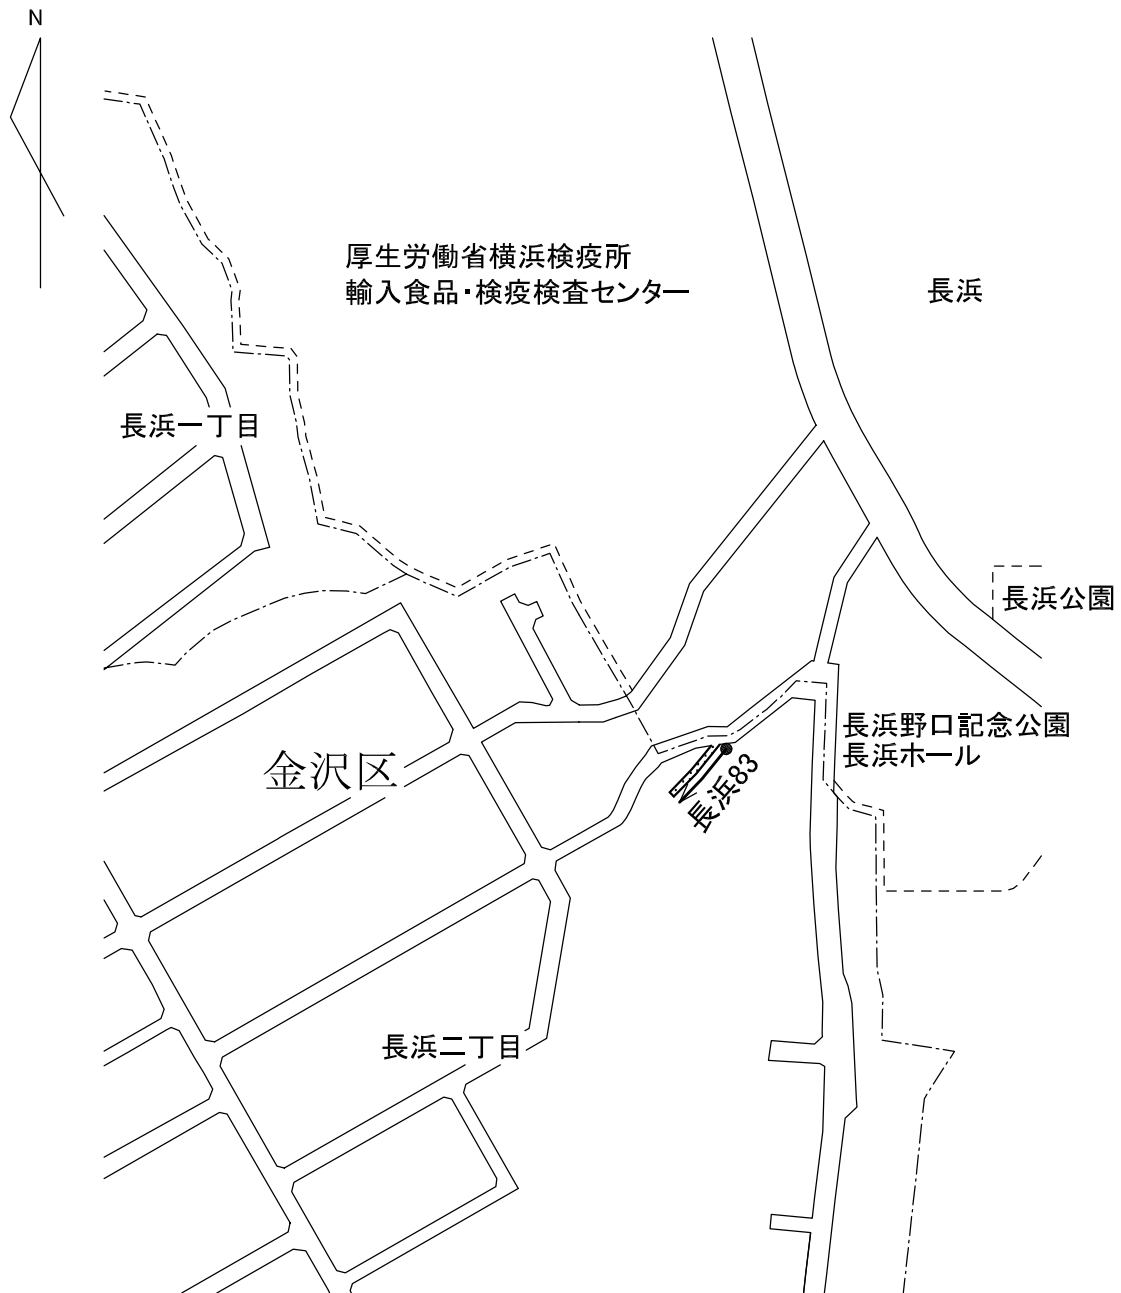 N
厚生労働省横浜検疫所
輸入食品・検疫検査センター
長浜
長浜一丁目
長浜公園
長浜野口記念公園
長浜ホール
金沢区
長浜83
長浜二丁目